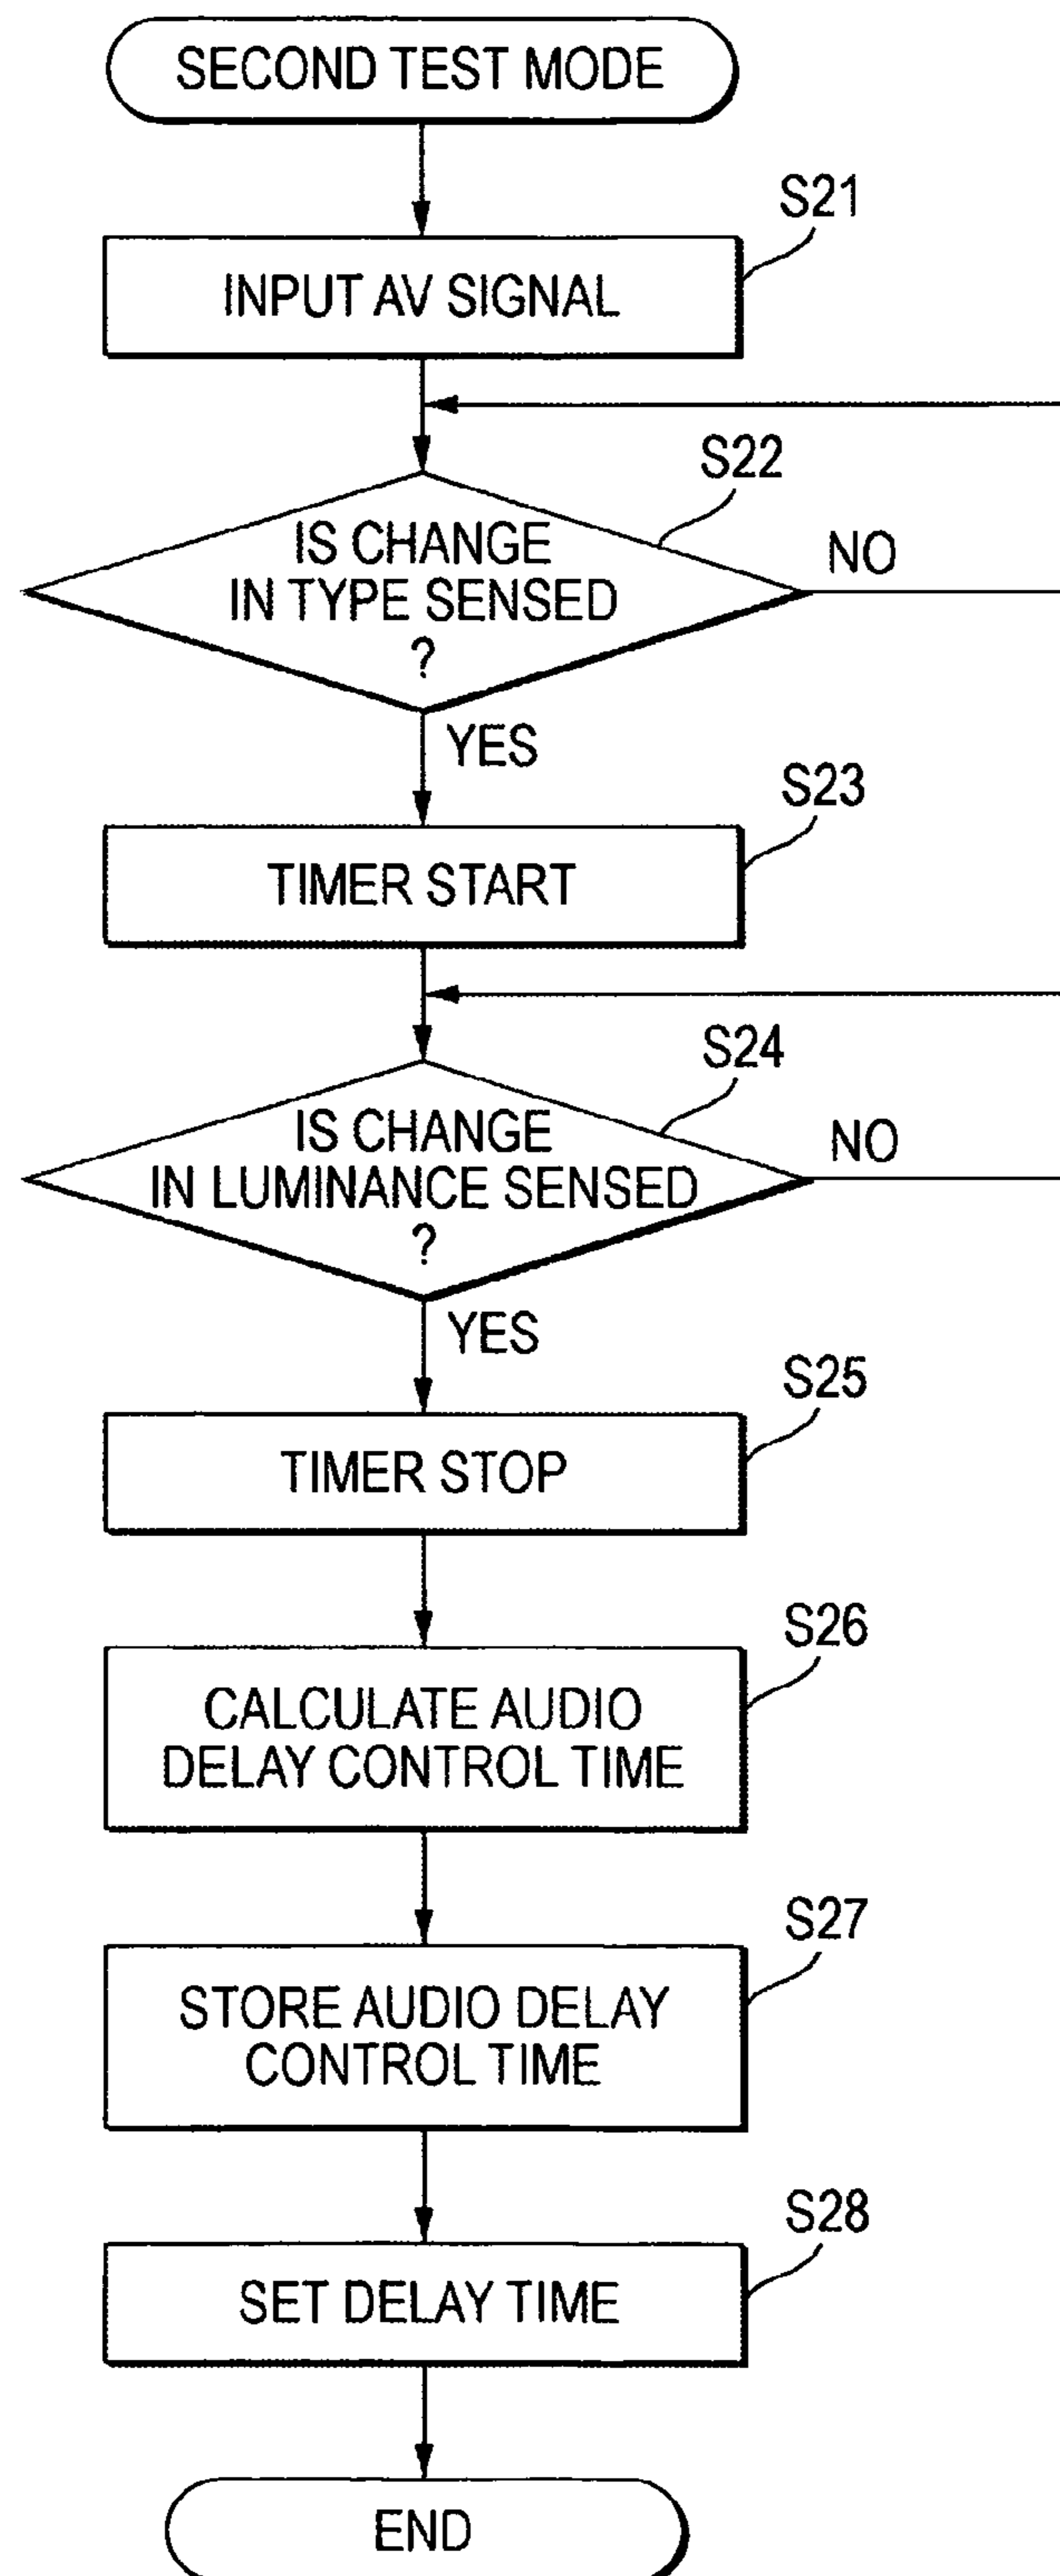 SECOND TEST MODE
S21
INPUT AV SIGNAL
S22
IS CHANGE
IN TYPE SENSED
?
NO
YES
S23
TIMER START
S24
IS CHANGE
IN LUMINANCE SENSED
?
NO
YES
S25
TIMER STOP
S26
CALCULATE AUDIO
DELAY CONTROL TIME
S27
STORE AUDIO DELAY
CONTROL TIME
S28
SET DELAY TIME
END